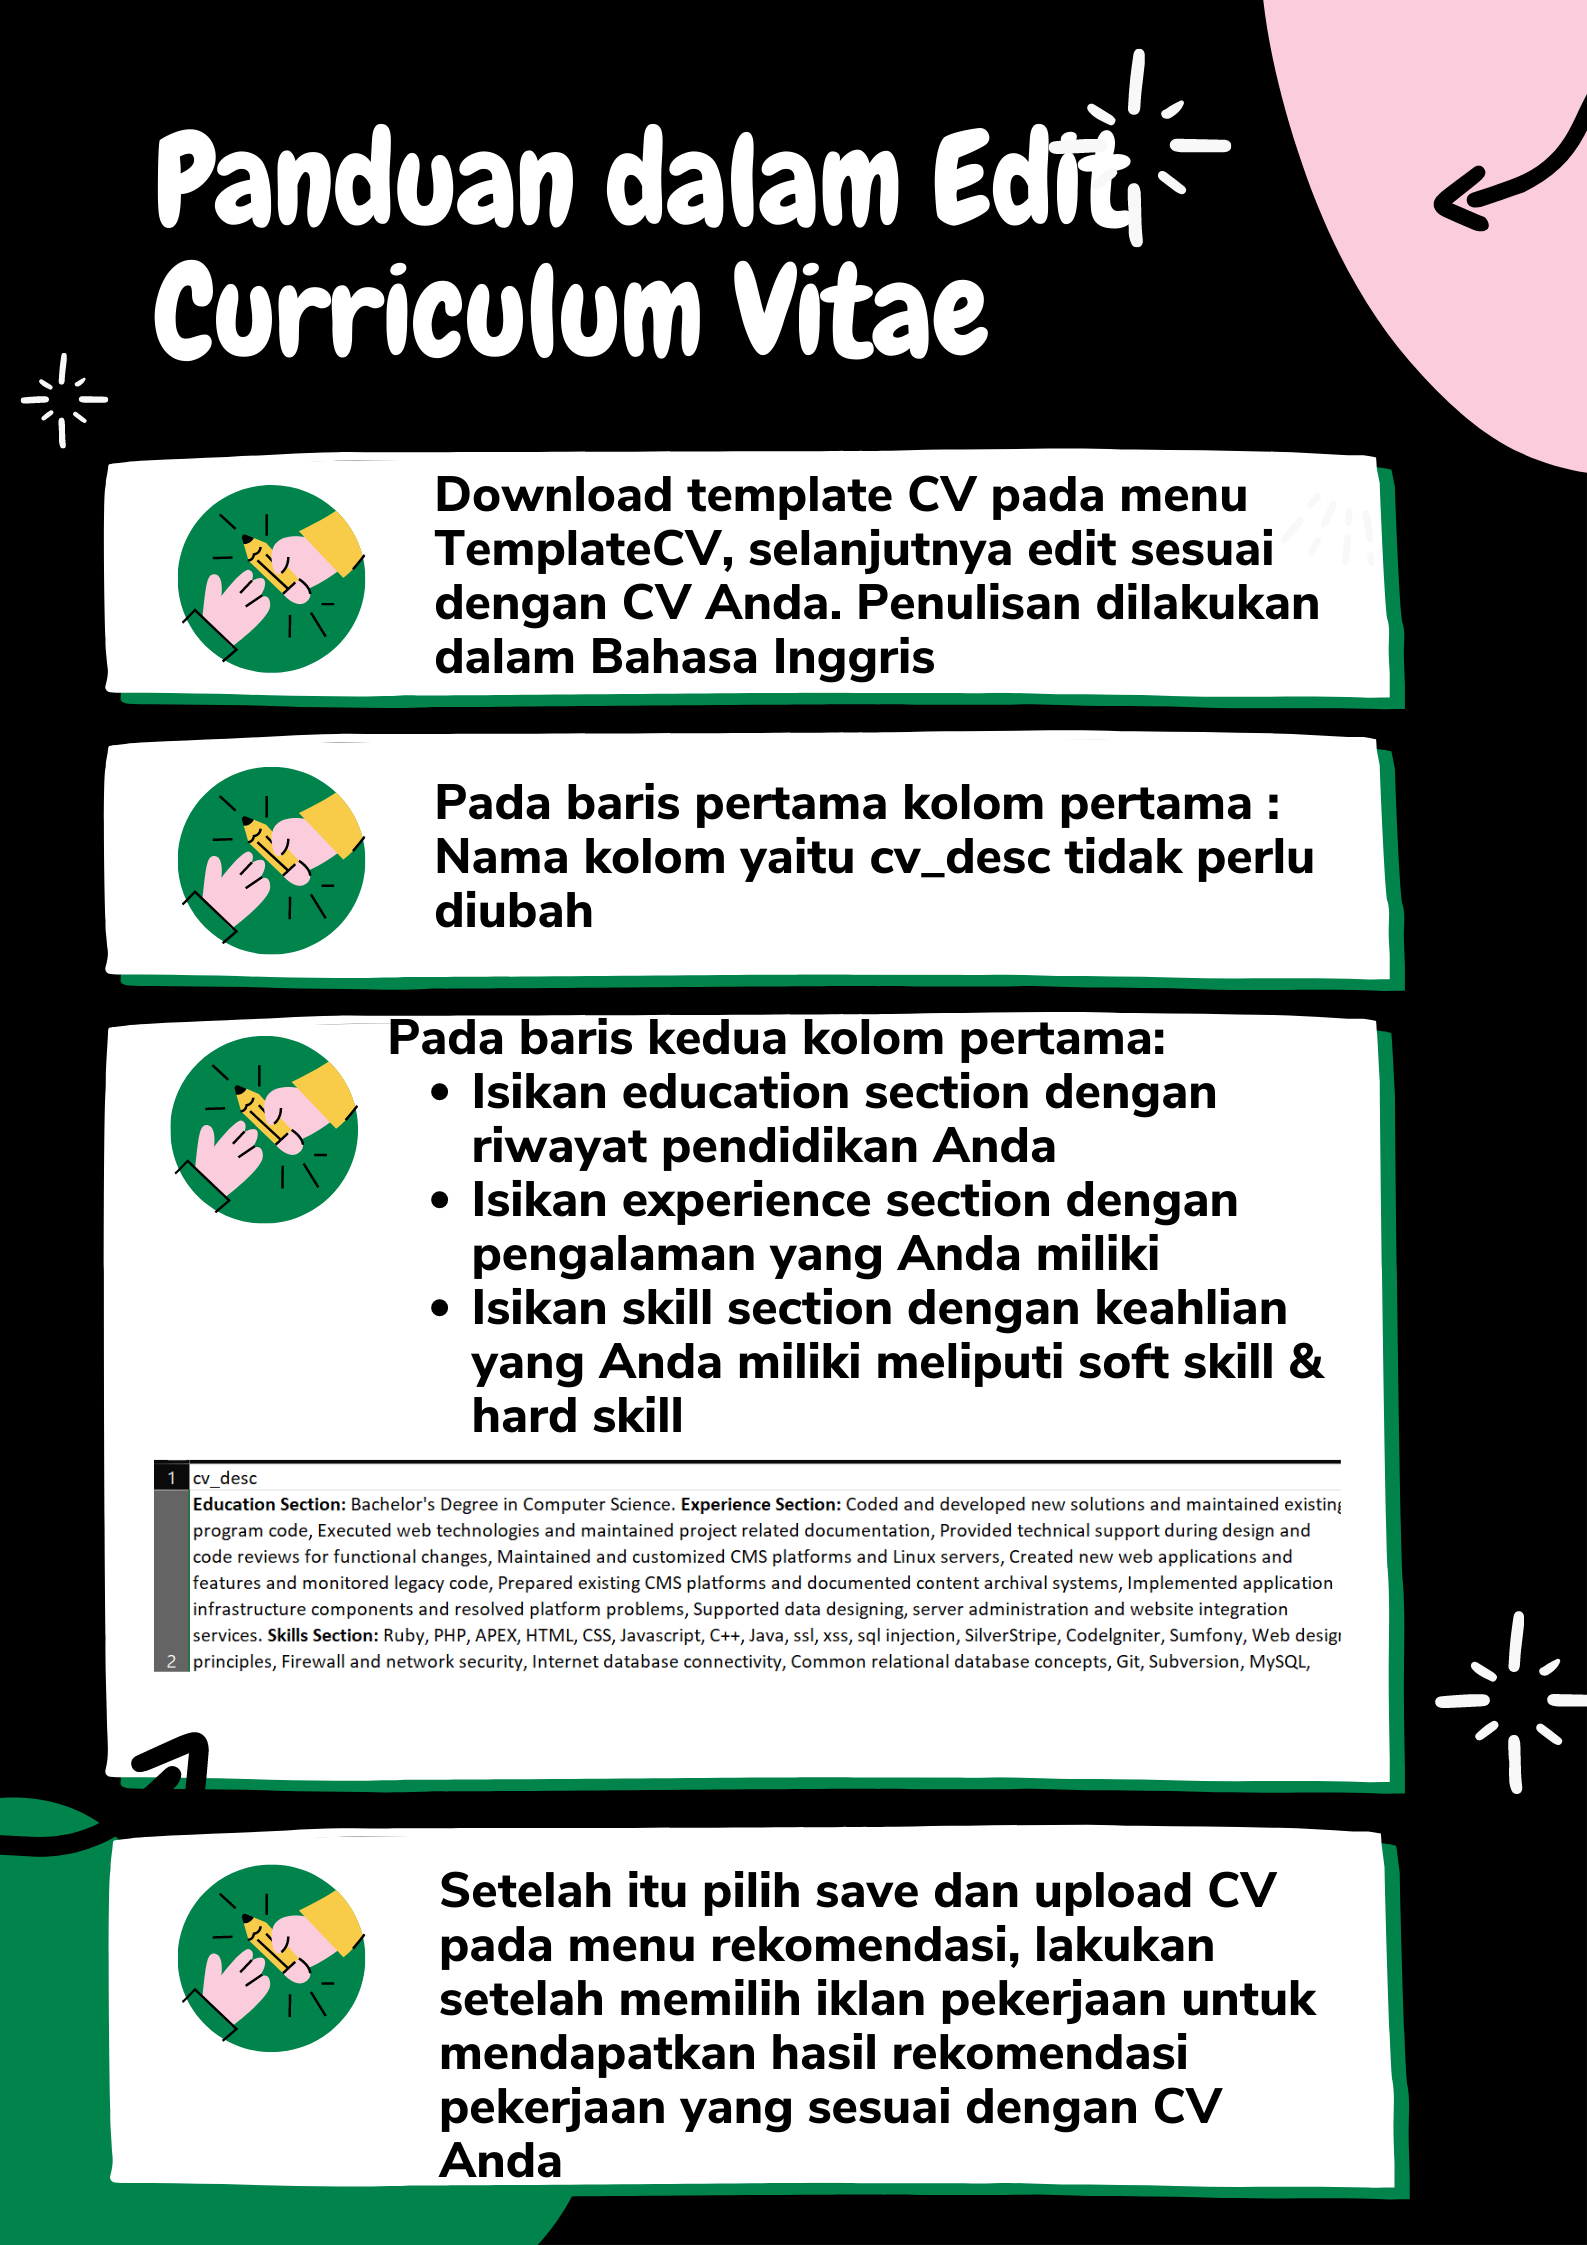 Panduan dalam Edit
Curriculum Vitae
Download template CV pada menu
TemplateCV, selanjutnya edit sesuai
dengan CV Anda. Penulisan dilakukan
dalam Bahasa Inggris
Pada baris pertama kolom pertama :
Nama kolom yaitu cv_desc tidak perlu
diubah
Pada baris kedua kolom pertama:
• Isikan education section dengan
riwayat pendidikan Anda
• Isikan experience section dengan
pengalaman yang Anda miliki
• Isikan skill section dengan keahlian
yang Anda miliki meliputi soft skill &
hard skill
1 cv_desc
Education Section: Bachelor's Degree in Computer Science. Experience Section: Coded and developed new solutions and maintained existing
program code, Executed web technologies and maintained project related documentation, Provided technical support during design and
code reviews for functional changes, Maintained and customized CMS platforms and Linux servers, Created new web applications and
features and monitored legacy code, Prepared existing CMS platforms and documented content archival systems, Implemented application
infrastructure components and resolved platform problems, Supported data designing, server administration and website integration
services. Skills Section: Ruby, PHP, APEX, HTML, CSS, Javascript, C++, Java, ssl, xss, sql injection, SilverStripe, CodeIgniter, Sumfony, Web design
2 principles, Firewall and network security, Internet database connectivity, Common relational database concepts, Git, Subversion, MySQL,
Setelah itu pilih save dan upload CV
pada menu rekomendasi, lakukan
setelah memilih iklan pekerjaan untuk
mendapatkan hasil rekomendasi
pekerjaan yang sesuai dengan CV
Anda